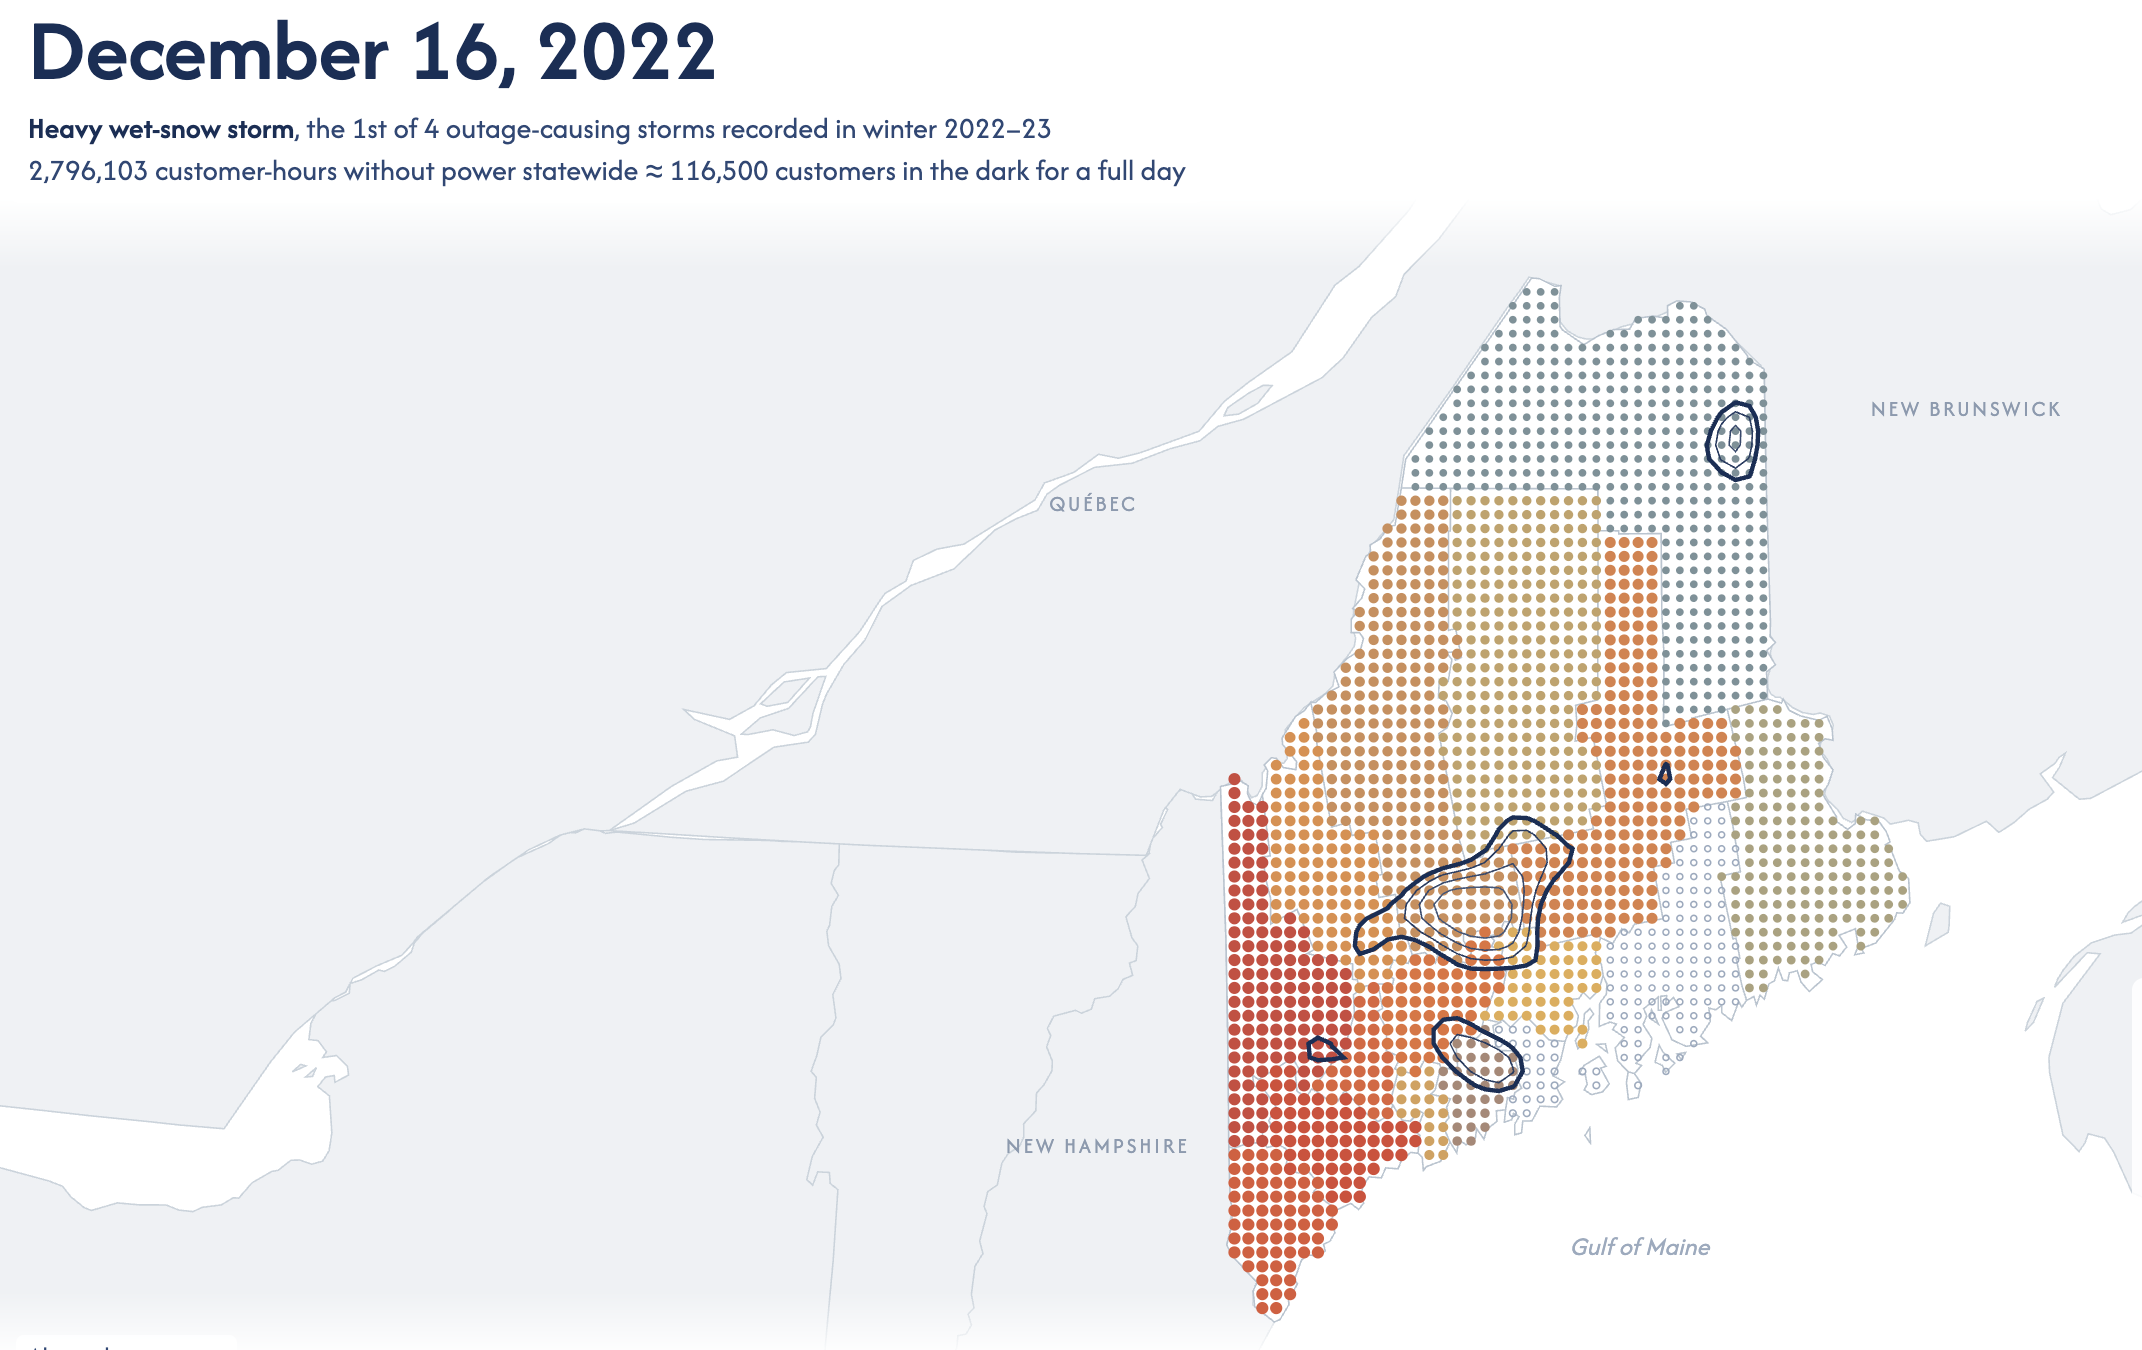 December 16, 2022
Heavy wet-snow storm, the 1st of 4 outage-causing storms recorded in winter 2022–23
2,796,103 customer-hours without power statewide ≈ 116,500 customers in the dark for a full day
NEW BRUNSWICK
QUÉBEC
NEW HAMPSHIRE
Gulf of Maine